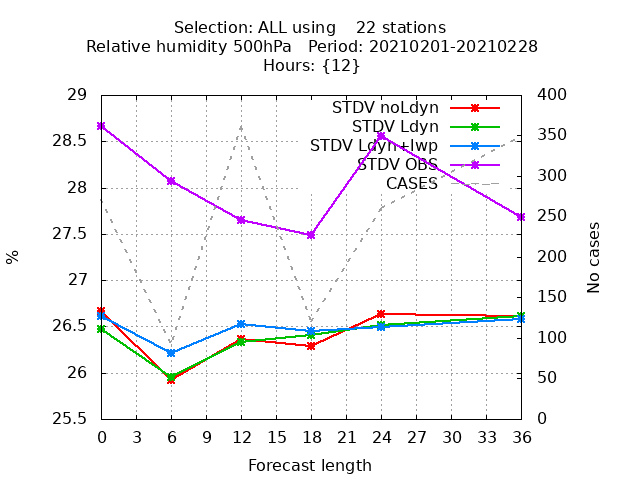 Selection: ALL using    22 stations
Relative humidity 500hPa   Period: 20210201-20210228
Hours: {12}
STDV noLdyn
STDV Ldyn
STDV Ldyn+lwp
STDV OBS
CASES
29
28.5
28
27.5
27
26.5
26
25.5
%
400
350
300
250
200
150
100
50
0
No cases
0 3 6 9 12 15 18 21 24 27 30 33 36
Forecast length